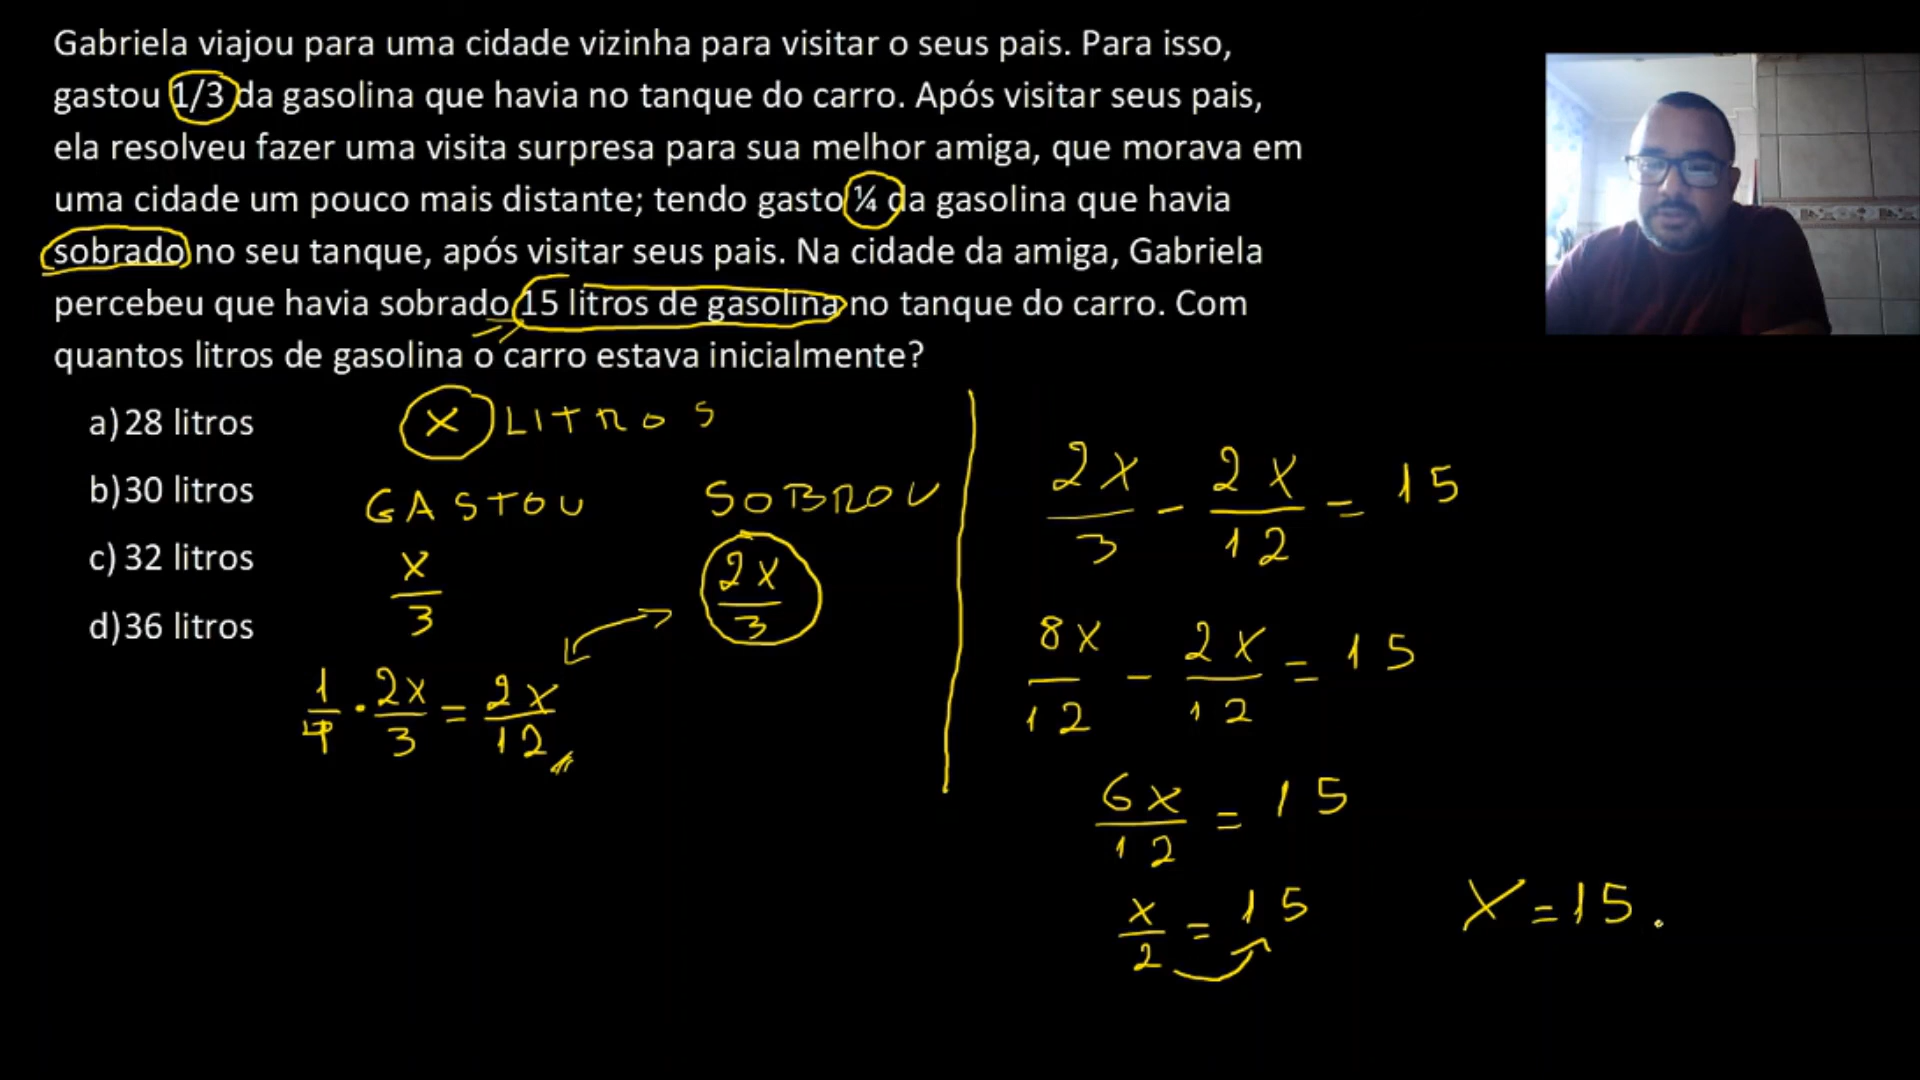 Gabriela viajou para uma cidade vizinha para visitar o seus pais. Para isso,
gastou 1/3 da gasolina que havia no tanque do carro. Após visitar seus pais,
ela resolveu fazer uma visita surpresa para sua melhor amiga, que morava em
uma cidade um pouco mais distante; tendo gasto ¼ da gasolina que havia
sobrado no seu tanque, após visitar seus pais. Na cidade da amiga, Gabriela
percebeu que havia sobrado 15 litros de gasolina no tanque do carro. Com
quantos litros de gasolina o carro estava inicialmente?
a) 28 litros
b) 30 litros
c) 32 litros
d) 36 litros
X LITROS
GASTOU SOBROU
x/3 2x/3
1/4 · 2x/3 = 2x/12
2x/3 - 2x/12 = 15
8x/12 - 2x/12 = 15
6x/12 = 15
x/2 = 15
X = 15 .